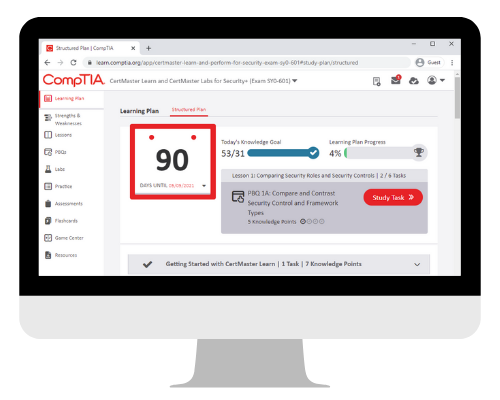 Structured Plan | CompTIA
learn.comptia.org/app/certmaster-learn-and-perform-for-security-exam-sy0-601#study-plan/structured
Guest
CompTIA.
CertMaster Learn and CertMaster Labs for Security+ (Exam SY0-601)
Learning Plan
Strengths & Weaknesses
Lessons
PBQs
Labs
Practice
Assessments
Flashcards
Game Center
Resources
Learning Plan
Structured Plan
90
DAYS UNTIL
Today's Knowledge Goal
53/31
Learning Plan Progress
4%
Lesson 1: Comparing Security Roles and Security Controls | 2 / 6 Tasks
PBQ 1A: Compare and Contrast
Security Control and Framework
Types
5 Knowledge Points
Study Task »
Getting Started with CertMaster Learn | 1 Task | 7 Knowledge Points